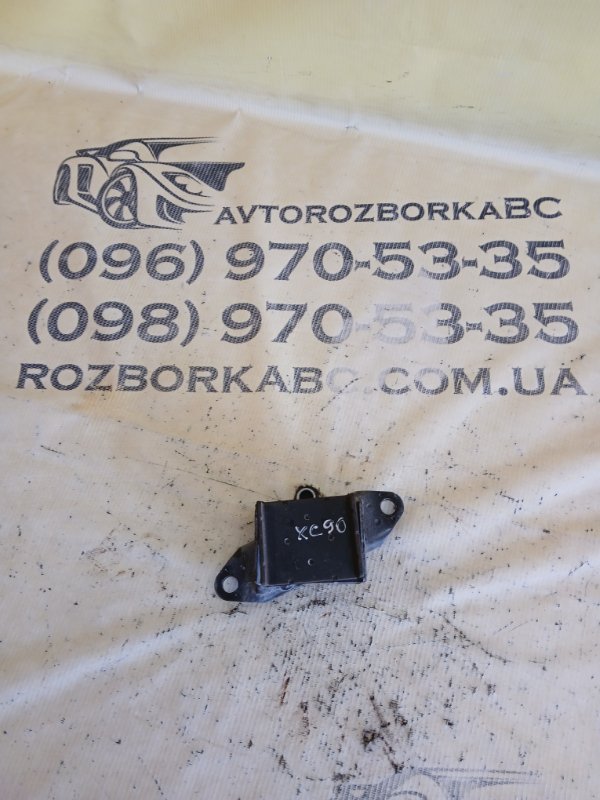 AVTOROZBORKABC
(096) 970-53-35
(098) 970-53-35
ROZBORKABC.COM.UA
XC90